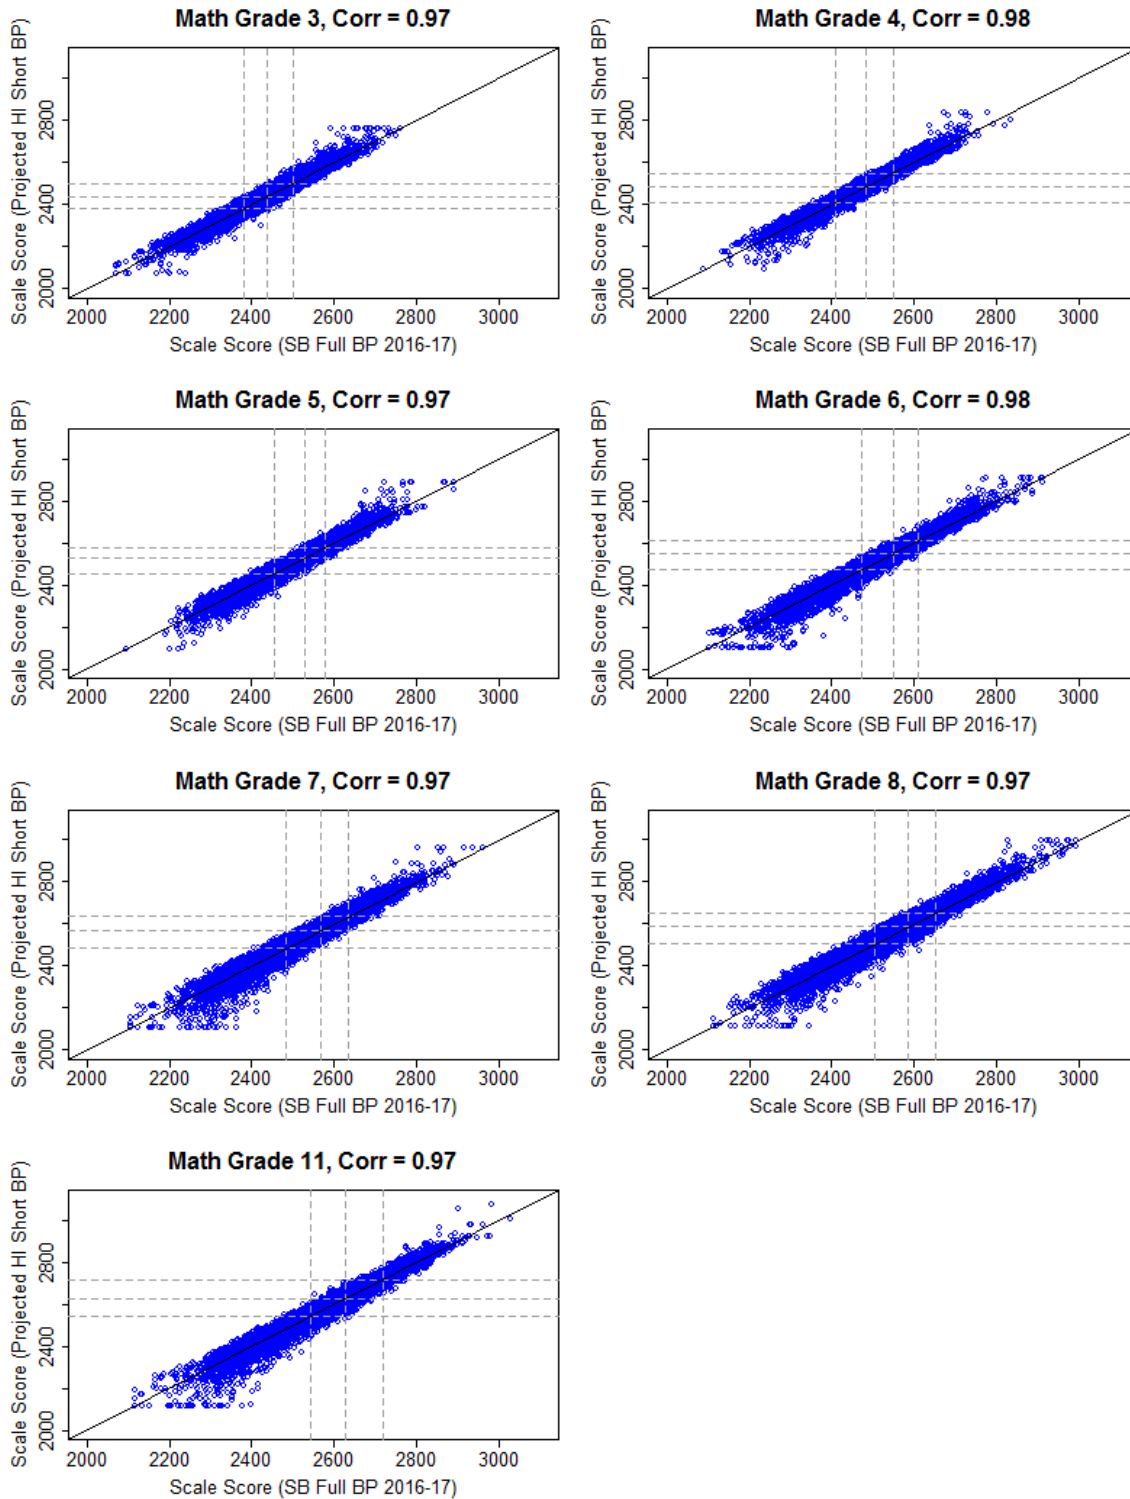 Math Grade 3, Corr = 0.97
Scale Score (Projected HI Short BP)
2800
2400
2000
2000 2200 2400 2600 2800 3000
Scale Score (SB Full BP 2016-17)
Math Grade 4, Corr = 0.98
Scale Score (Projected HI Short BP)
2800
2400
2000
2000 2200 2400 2600 2800 3000
Scale Score (SB Full BP 2016-17)
Math Grade 5, Corr = 0.97
Scale Score (Projected HI Short BP)
2800
2400
2000
2000 2200 2400 2600 2800 3000
Scale Score (SB Full BP 2016-17)
Math Grade 6, Corr = 0.98
Scale Score (Projected HI Short BP)
2800
2400
2000
2000 2200 2400 2600 2800 3000
Scale Score (SB Full BP 2016-17)
Math Grade 7, Corr = 0.97
Scale Score (Projected HI Short BP)
2800
2400
2000
2000 2200 2400 2600 2800 3000
Scale Score (SB Full BP 2016-17)
Math Grade 8, Corr = 0.97
Scale Score (Projected HI Short BP)
2800
2400
2000
2000 2200 2400 2600 2800 3000
Scale Score (SB Full BP 2016-17)
Math Grade 11, Corr = 0.97
Scale Score (Projected HI Short BP)
2800
2400
2000
2000 2200 2400 2600 2800 3000
Scale Score (SB Full BP 2016-17)